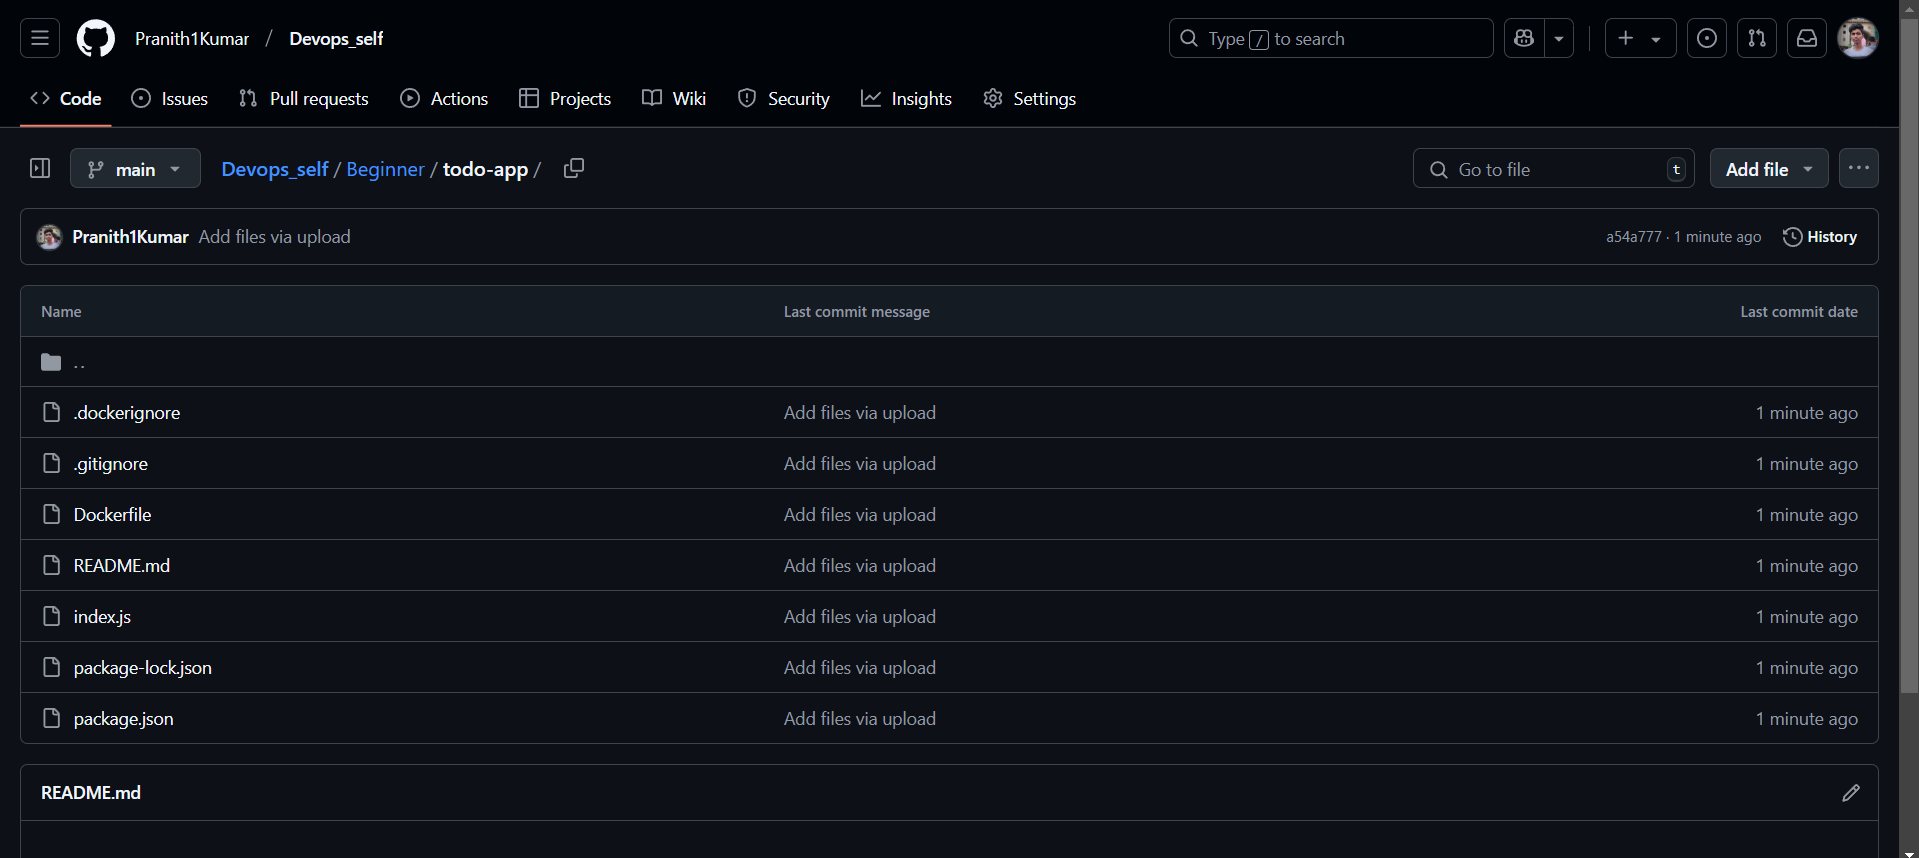 Pranith1Kumar / Devops_self
Type / to search
Code Issues Pull requests Actions Projects Wiki Security Insights Settings
main Devops_self / Beginner / todo-app / Go to file t Add file
Pranith1Kumar Add files via upload a54a777 · 1 minute ago History
Name Last commit message Last commit date
..
.dockerignore Add files via upload 1 minute ago
.gitignore Add files via upload 1 minute ago
Dockerfile Add files via upload 1 minute ago
README.md Add files via upload 1 minute ago
index.js Add files via upload 1 minute ago
package-lock.json Add files via upload 1 minute ago
package.json Add files via upload 1 minute ago
README.md